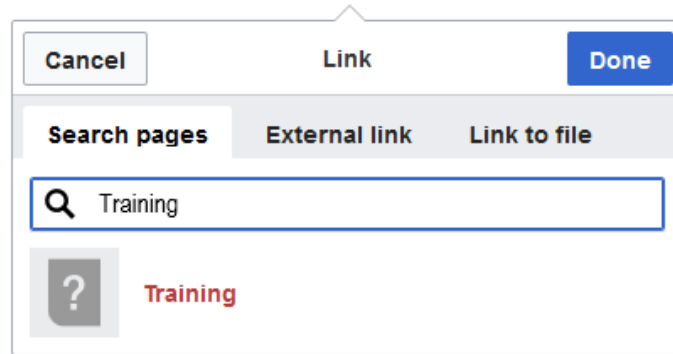 Cancel Link Done
Search pages External link Link to file
Training
?
Training